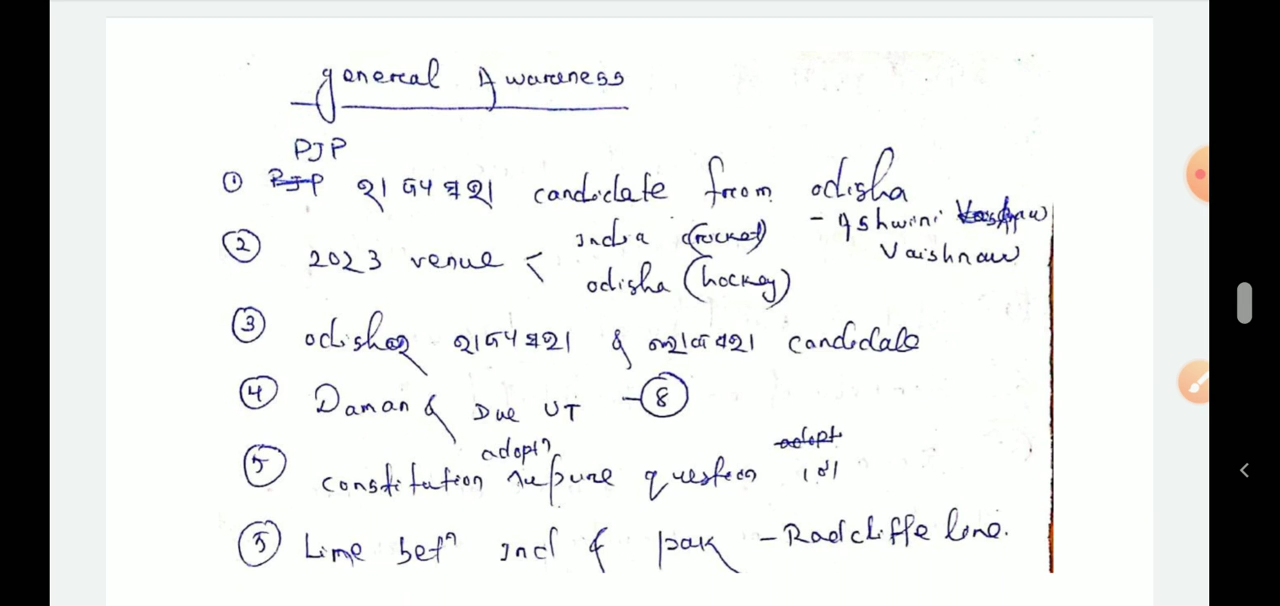 general Awareness
PJP
① BJP ରାଜ୍ୟସଭା candidate from odisha
- Ashwini
Vaishnaw
② 2023 venue < India (cricket)
odisha (hockey)
③ odishaର ରାଜ୍ୟସଭା & ଲୋକସଭା candidate
④ Daman & Due UT - ⑧
adoptn adopt
⑤ constitution question
⑤ Line betn ind & pak - Radcliffe line.